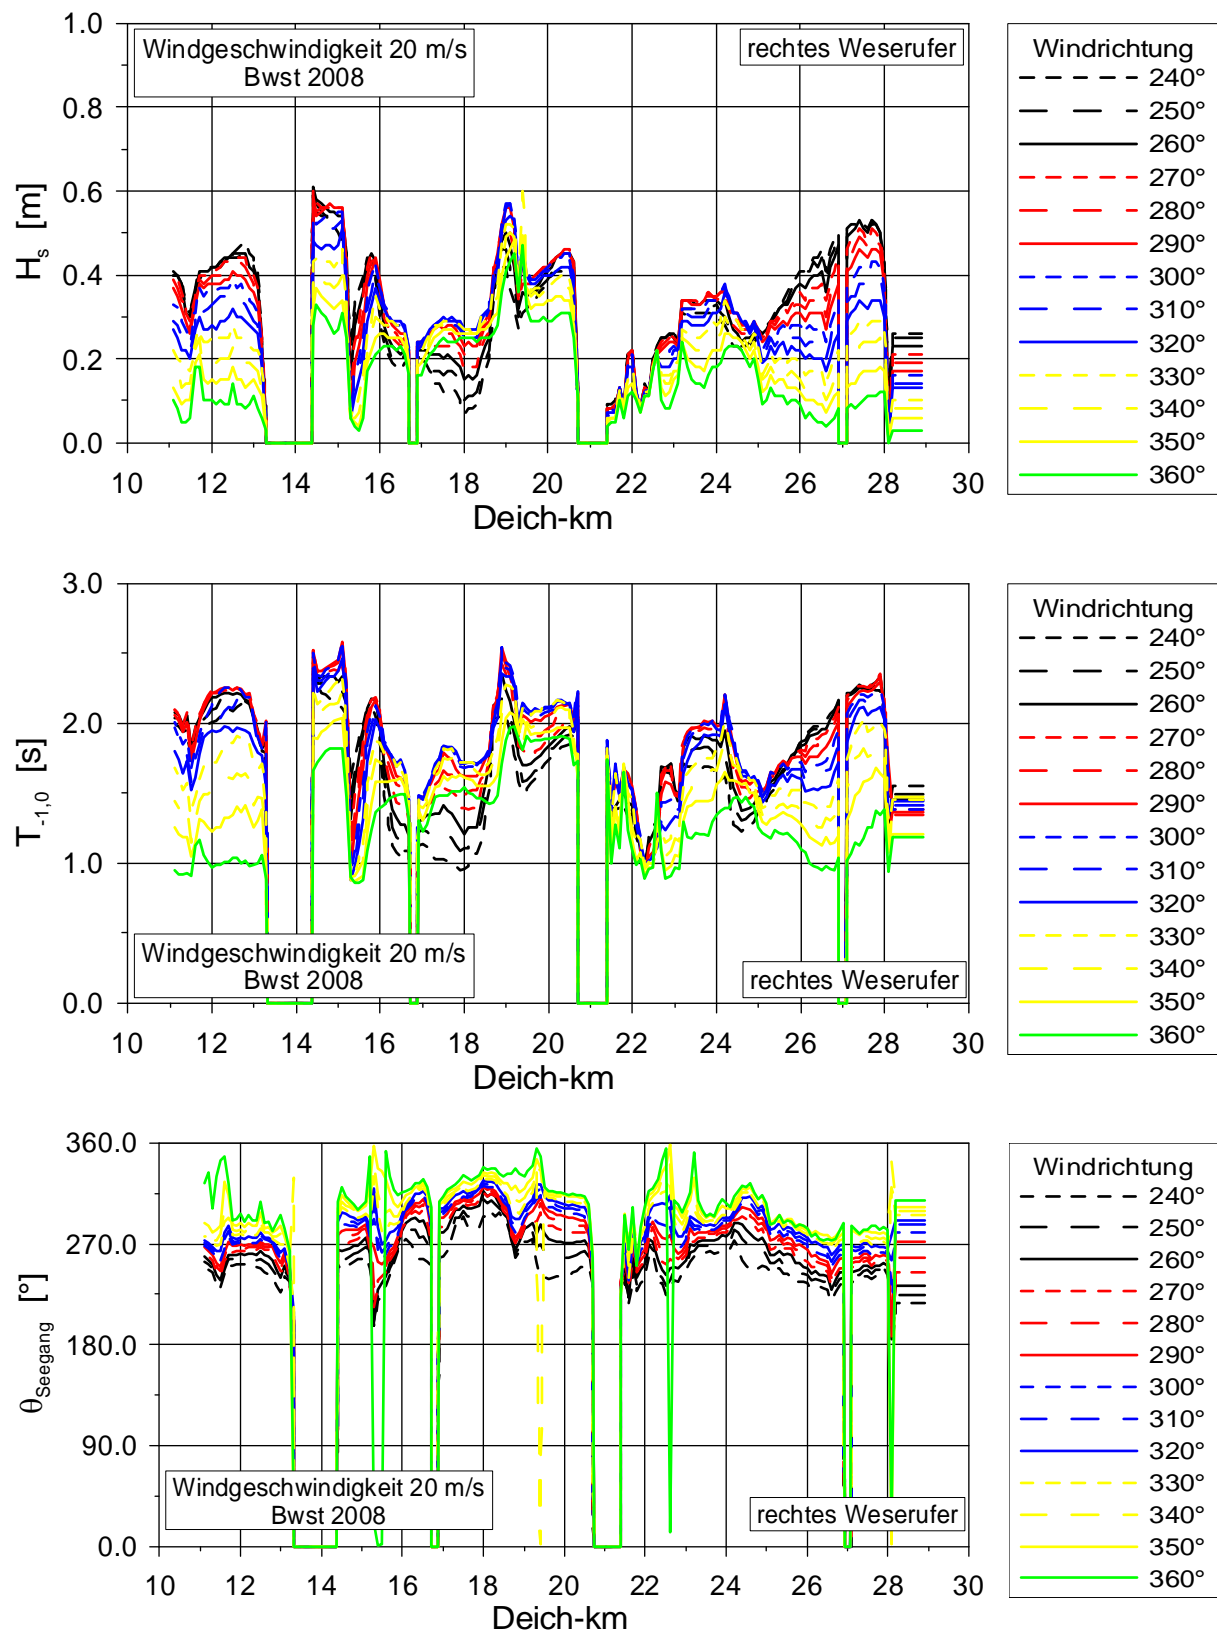 1.0
0.8
0.6
0.4
0.2
0.0
H_s [m]
Windgeschwindigkeit 20 m/s
Bwst 2008
rechtes Weserufer
10 12 14 16 18 20 22 24 26 28 30
Deich-km
Windrichtung
240°
250°
260°
270°
280°
290°
300°
310°
320°
330°
340°
350°
360°
3.0
2.0
1.0
0.0
T_-1,0 [s]
Windgeschwindigkeit 20 m/s
Bwst 2008
rechtes Weserufer
10 12 14 16 18 20 22 24 26 28 30
Deich-km
Windrichtung
240°
250°
260°
270°
280°
290°
300°
310°
320°
330°
340°
350°
360°
360.0
270.0
180.0
90.0
0.0
θ_Seegang [°]
Windgeschwindigkeit 20 m/s
Bwst 2008
rechtes Weserufer
10 12 14 16 18 20 22 24 26 28 30
Deich-km
Windrichtung
240°
250°
260°
270°
280°
290°
300°
310°
320°
330°
340°
350°
360°